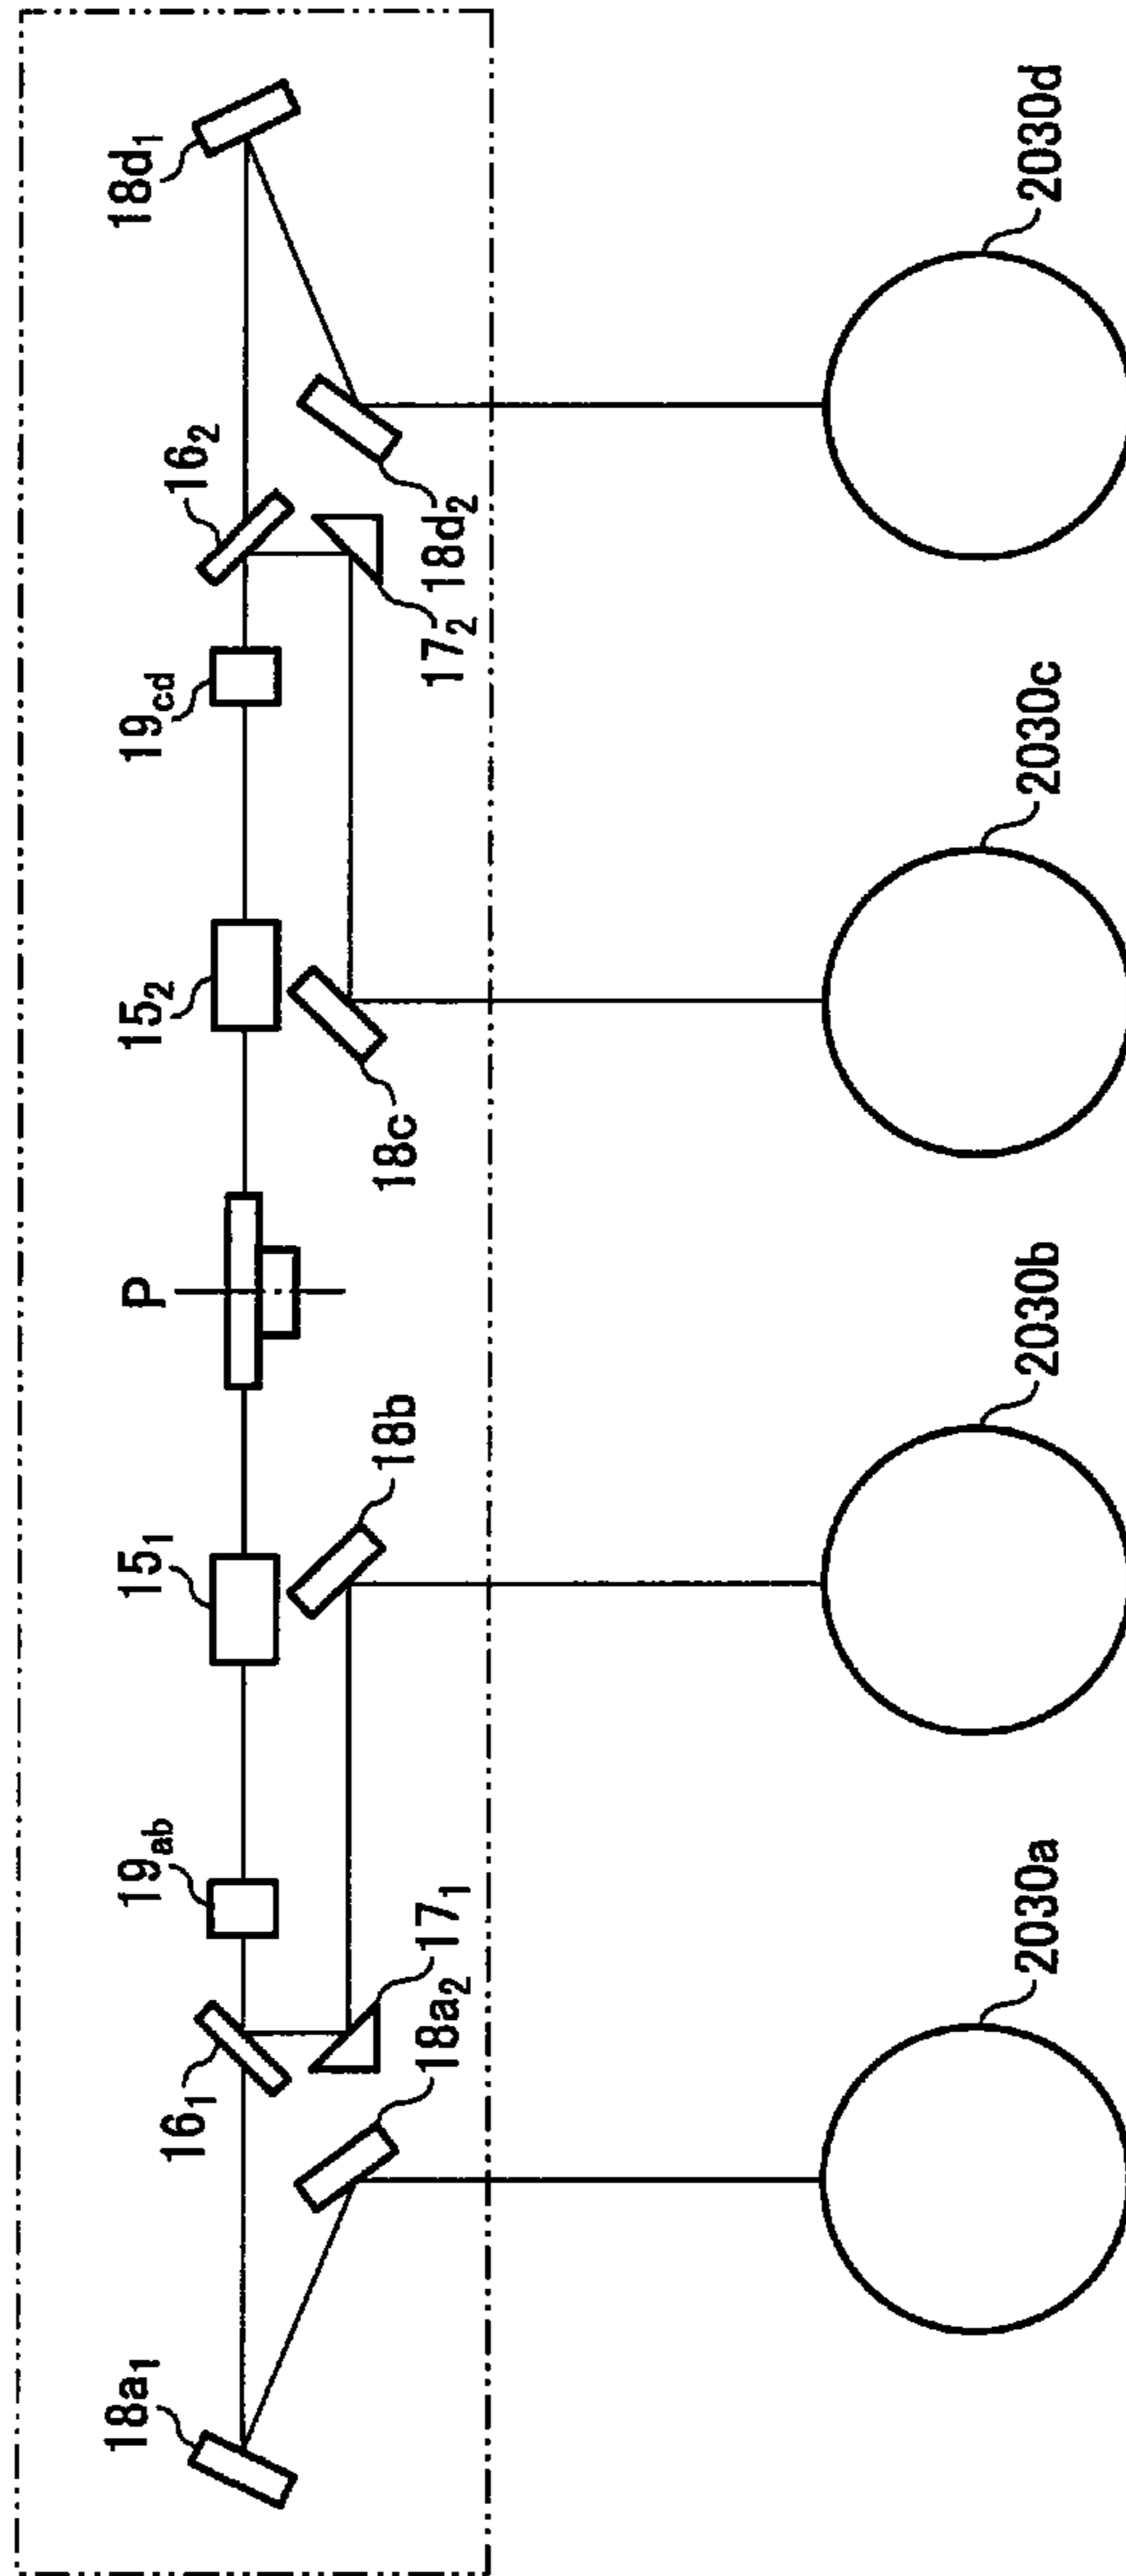 18a₁
16₁
19ab
15₁
P
15₂
19cd
16₂
18d₁
18a₂
17₁
18b
18c
17₂
18d₂
2030a
2030b
2030c
2030d